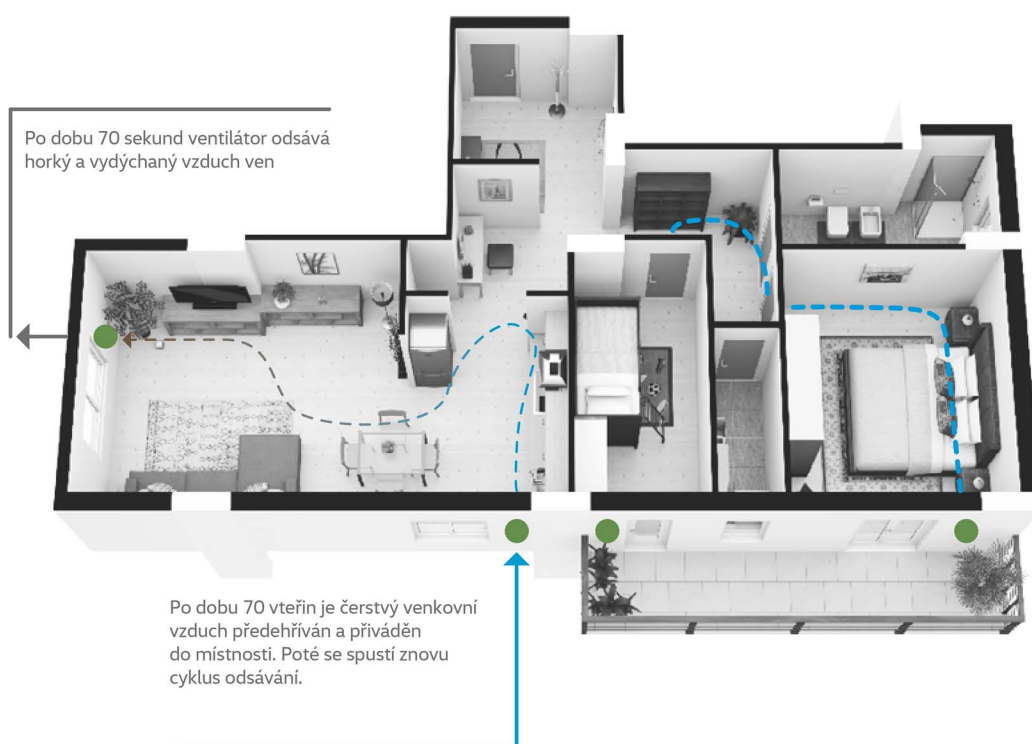 Po dobu 70 sekund ventilátor odsává
horký a vydýchaný vzduch ven
Po dobu 70 vteřin je čerstvý venkovní
vzduch předehříván a přiváděn
do místnosti. Poté se spustí znovu
cyklus odsávání.